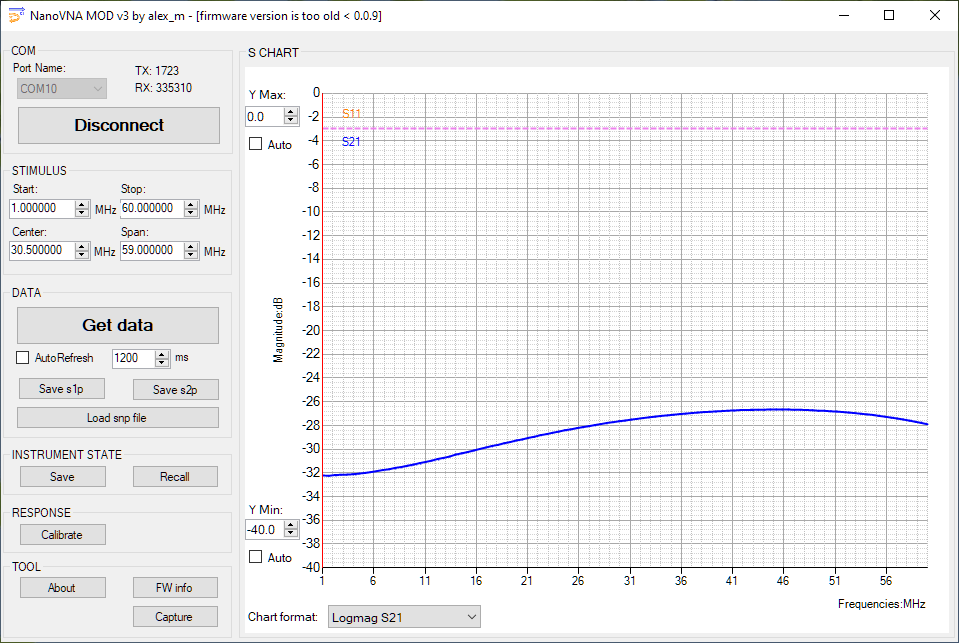 NanoVNA MOD v3 by alex_m - [firmware version is too old < 0.0.9]
COM
Port Name:
COM10
TX: 1723
RX: 335310
Disconnect
STIMULUS
Start:
1.000000 MHz
Stop:
60.000000 MHz
Center:
30.500000 MHz
Span:
59.000000 MHz
DATA
Get data
AutoRefresh 1200 ms
Save s1p
Save s2p
Load snp file
INSTRUMENT STATE
Save
Recall
RESPONSE
Calibrate
TOOL
About
FW info
Capture
S CHART
Y Max:
0.0
Auto
S11
S21
Magnitude:dB
0
-2
-4
-6
-8
-10
-12
-14
-16
-18
-20
-22
-24
-26
-28
-30
-32
-34
-36
-38
-40
Y Min:
-40.0
Auto
1 6 11 16 21 26 31 36 41 46 51 56
Frequencies:MHz
Chart format: Logmag S21